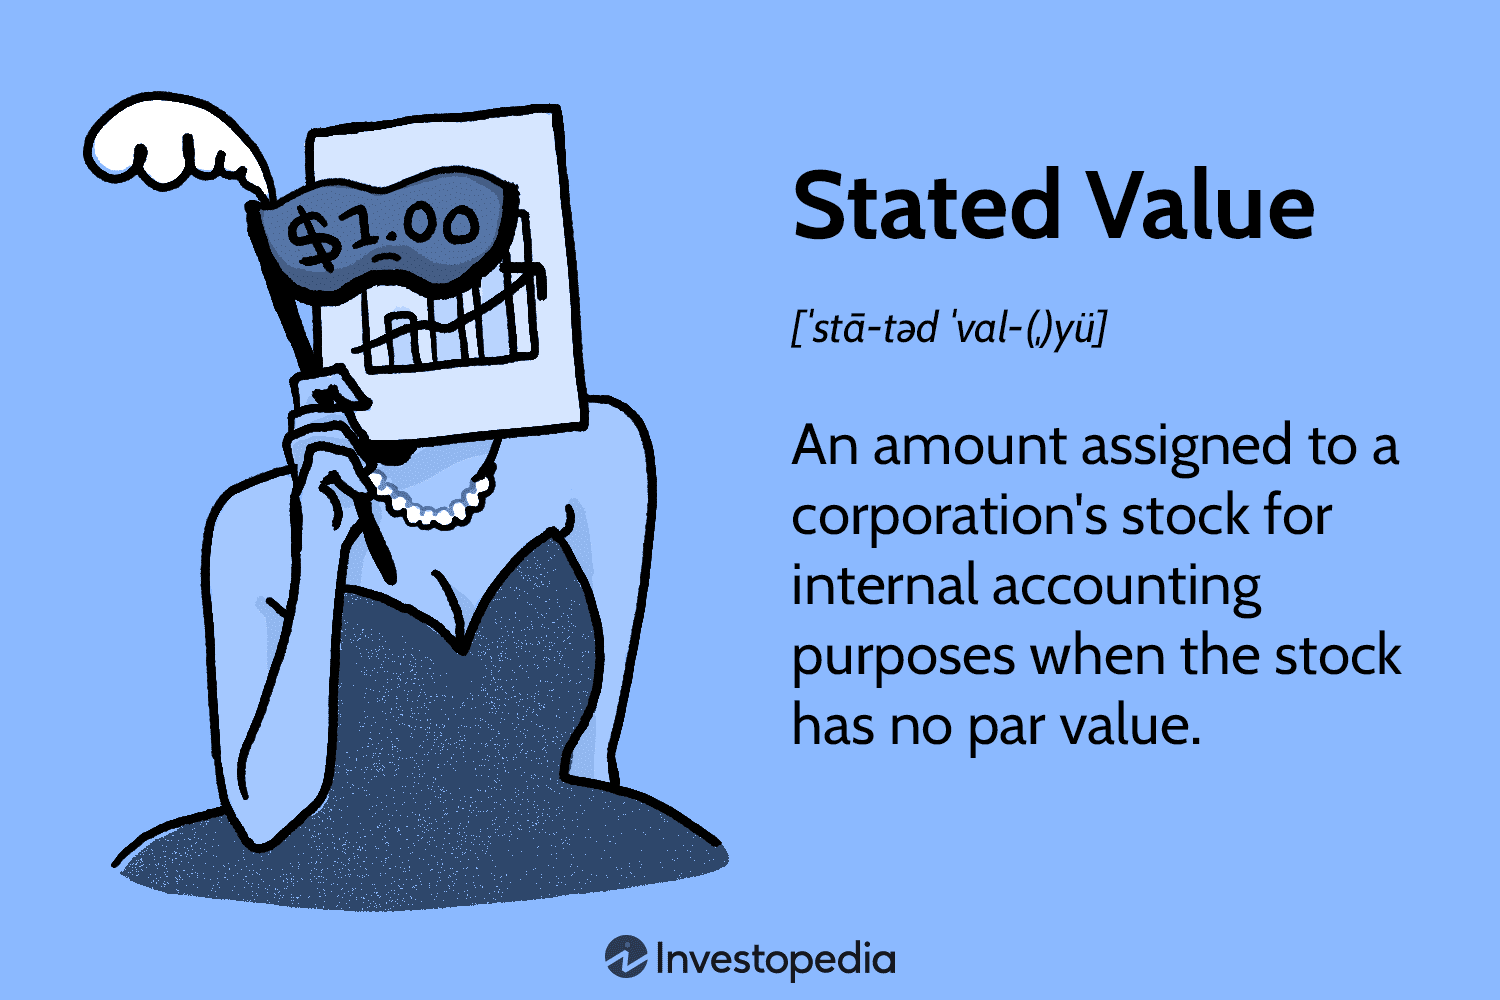 $1.00
Stated Value
[ˈstā-təd ˈval-(ˌ)yü]
An amount assigned to a
corporation's stock for
internal accounting
purposes when the stock
has no par value.
Investopedia